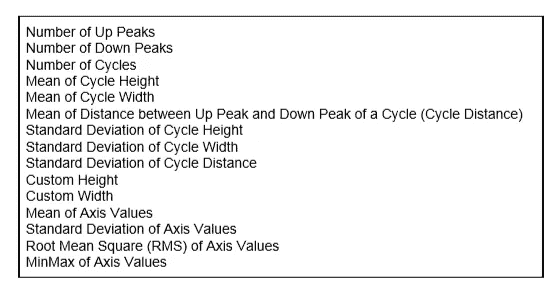 Number of Up Peaks
Number of Down Peaks
Number of Cycles
Mean of Cycle Height
Mean of Cycle Width
Mean of Distance between Up Peak and Down Peak of a Cycle (Cycle Distance)
Standard Deviation of Cycle Height
Standard Deviation of Cycle Width
Standard Deviation of Cycle Distance
Custom Height
Custom Width
Mean of Axis Values
Standard Deviation of Axis Values
Root Mean Square (RMS) of Axis Values
MinMax of Axis Values